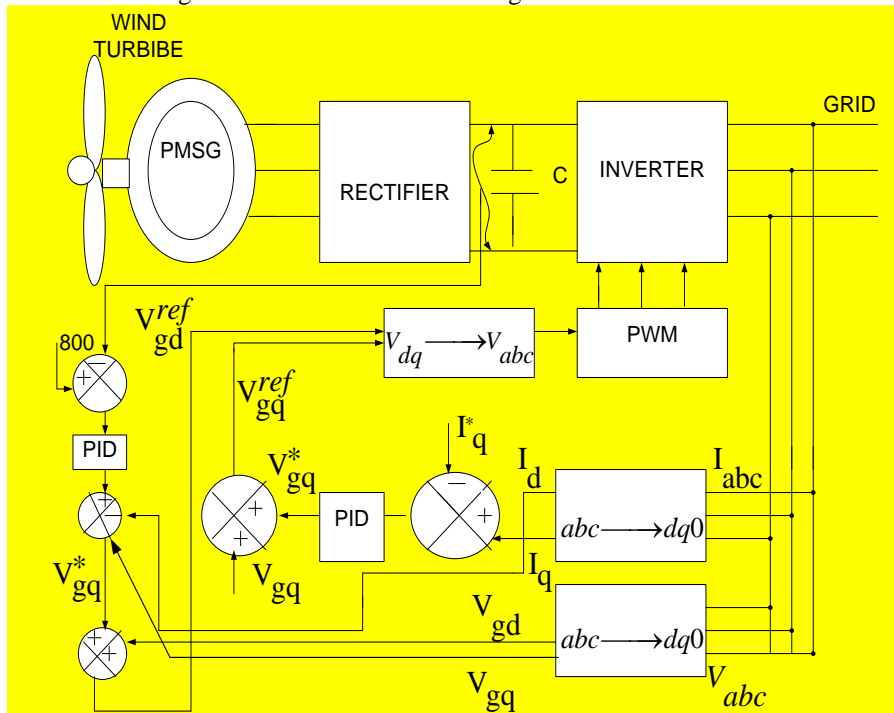 WIND
TURBIBE
GRID
PMSG
RECTIFIER
C
INVERTER
V_gd^ref
800
+ −
V_dq ⟶ V_abc
PWM
V_gq^ref
PID
I*_q
V*_gq
I_d
I_abc
−
+
+
+
−
+
+
PID
abc ⟶ dq0
V*_gq
V_gq
I_q
V_gd
+
+
abc ⟶ dq0
V_gq
V_abc